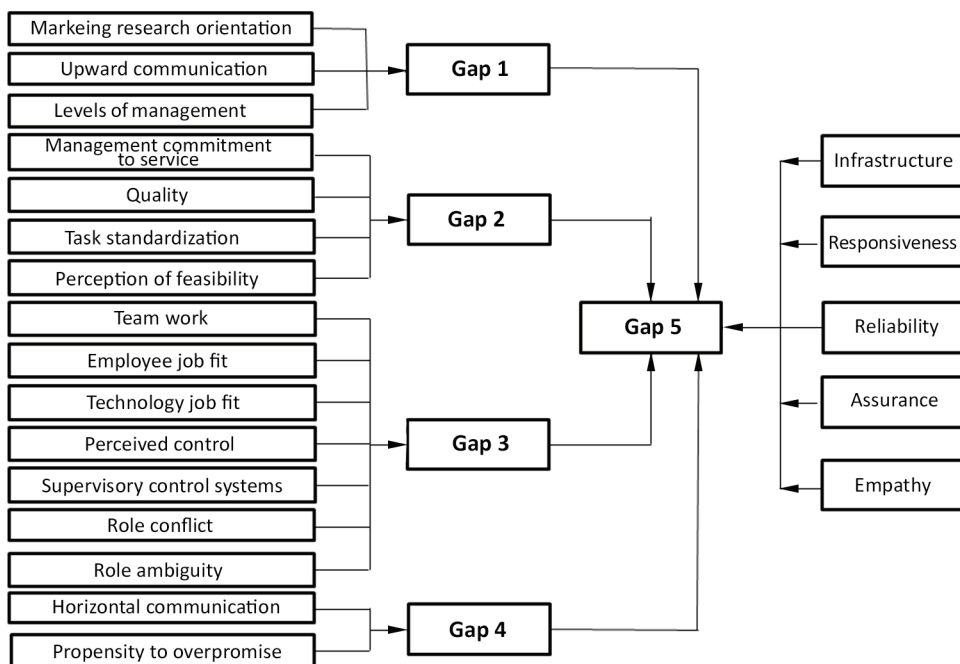 Markeing research orientation
Upward communication
Levels of management
Management commitment
to service
Quality
Task standardization
Perception of feasibility
Team work
Employee job fit
Technology job fit
Perceived control
Supervisory control systems
Role conflict
Role ambiguity
Horizontal communication
Propensity to overpromise
Gap 1
Gap 2
Gap 3
Gap 4
Gap 5
Infrastructure
Responsiveness
Reliability
Assurance
Empathy